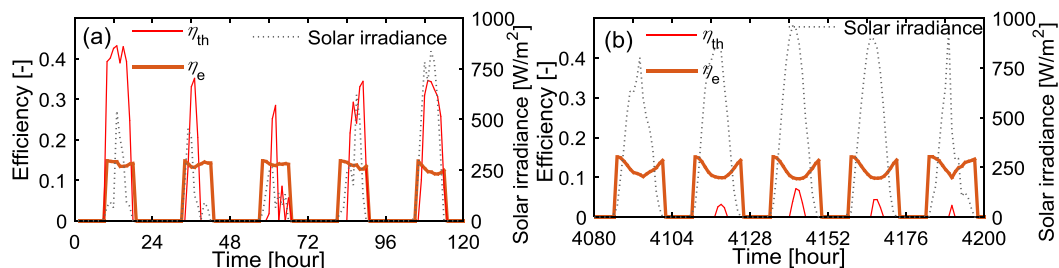 (a)
η_th
η_e
Solar irradiance
Efficiency [-]
0.4
0.3
0.2
0.1
0
0
24
48
72
96
120
Time [hour]
1000
750
500
250
0
Solar irradiance [W/m²]
(b)
η_th
η_e
Solar irradiance
Efficiency [-]
0.4
0.3
0.2
0.1
0
4080
4104
4128
4152
4176
4200
Time [hour]
1000
750
500
250
0
Solar irradiance [W/m²]